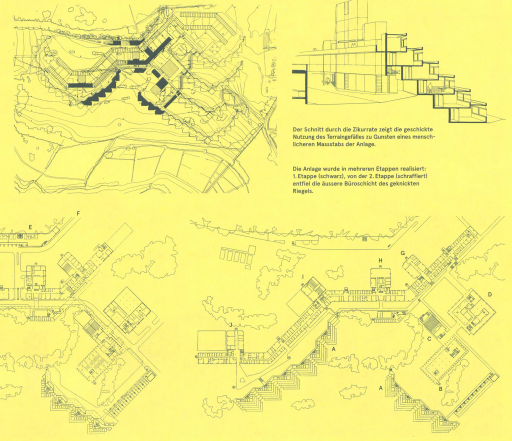 Der Schnitt durch die Zikurrate zeigt die geschickte
Nutzung des Terraingefälles zu Gunsten eines mensch-
licheren Massstabs der Anlage.
Die Anlage wurde in mehreren Etappen realisiert:
1. Etappe (schwarz), von der 2. Etappe (schraffiert)
entfiel die äussere Büroschicht des geknickten
Riegels.
F
E
H
G
I
D
J
A
C
A
B